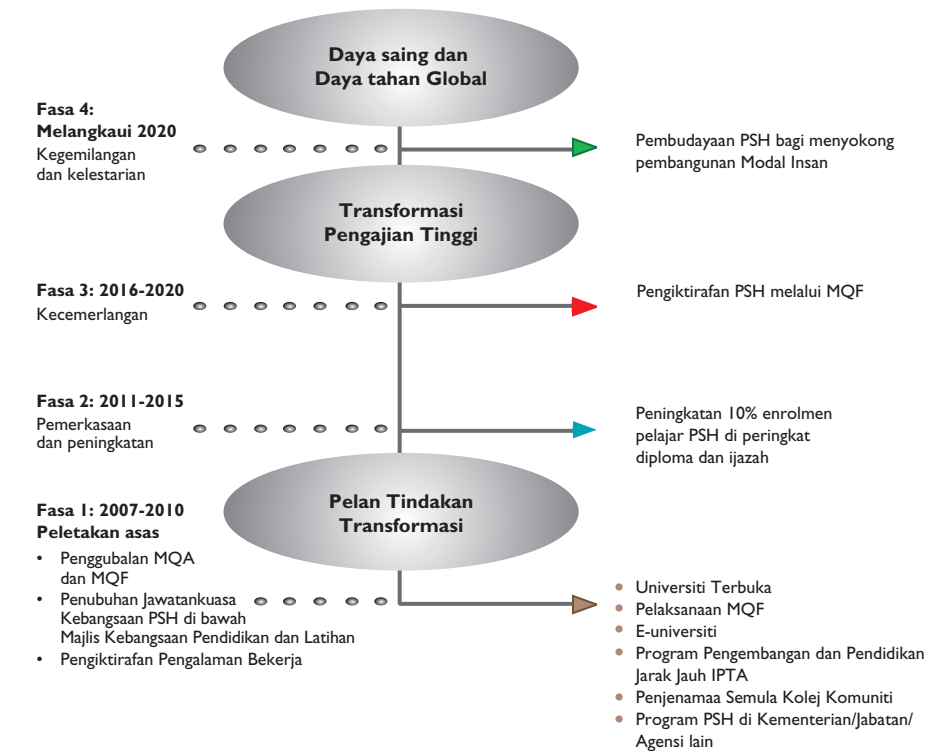 Daya saing dan
Daya tahan Global
Fasa 4:
Melangkaui 2020
Kegemilangan
dan kelestarian
Pembudayaan PSH bagi menyokong
pembangunan Modal Insan
Transformasi
Pengajian Tinggi
Fasa 3: 2016-2020
Kecemerlangan
Pengiktirafan PSH melalui MQF
Fasa 2: 2011-2015
Pemerkasaan
dan peningkatan
Peningkatan 10% enrolmen
pelajar PSH di peringkat
diploma dan ijazah
Pelan Tindakan
Transformasi
Fasa 1: 2007-2010
Peletakan asas
• Penggubalan MQA
dan MQF
• Penubuhan Jawatankuasa
Kebangsaan PSH di bawah
Majlis Kebangsaan Pendidikan dan Latihan
• Pengiktirafan Pengalaman Bekerja
• Universiti Terbuka
• Pelaksanaan MQF
• E-universiti
• Program Pengembangan dan Pendidikan
Jarak Jauh IPTA
• Penjenamaa Semula Kolej Komuniti
• Program PSH di Kementerian/Jabatan/
Agensi lain